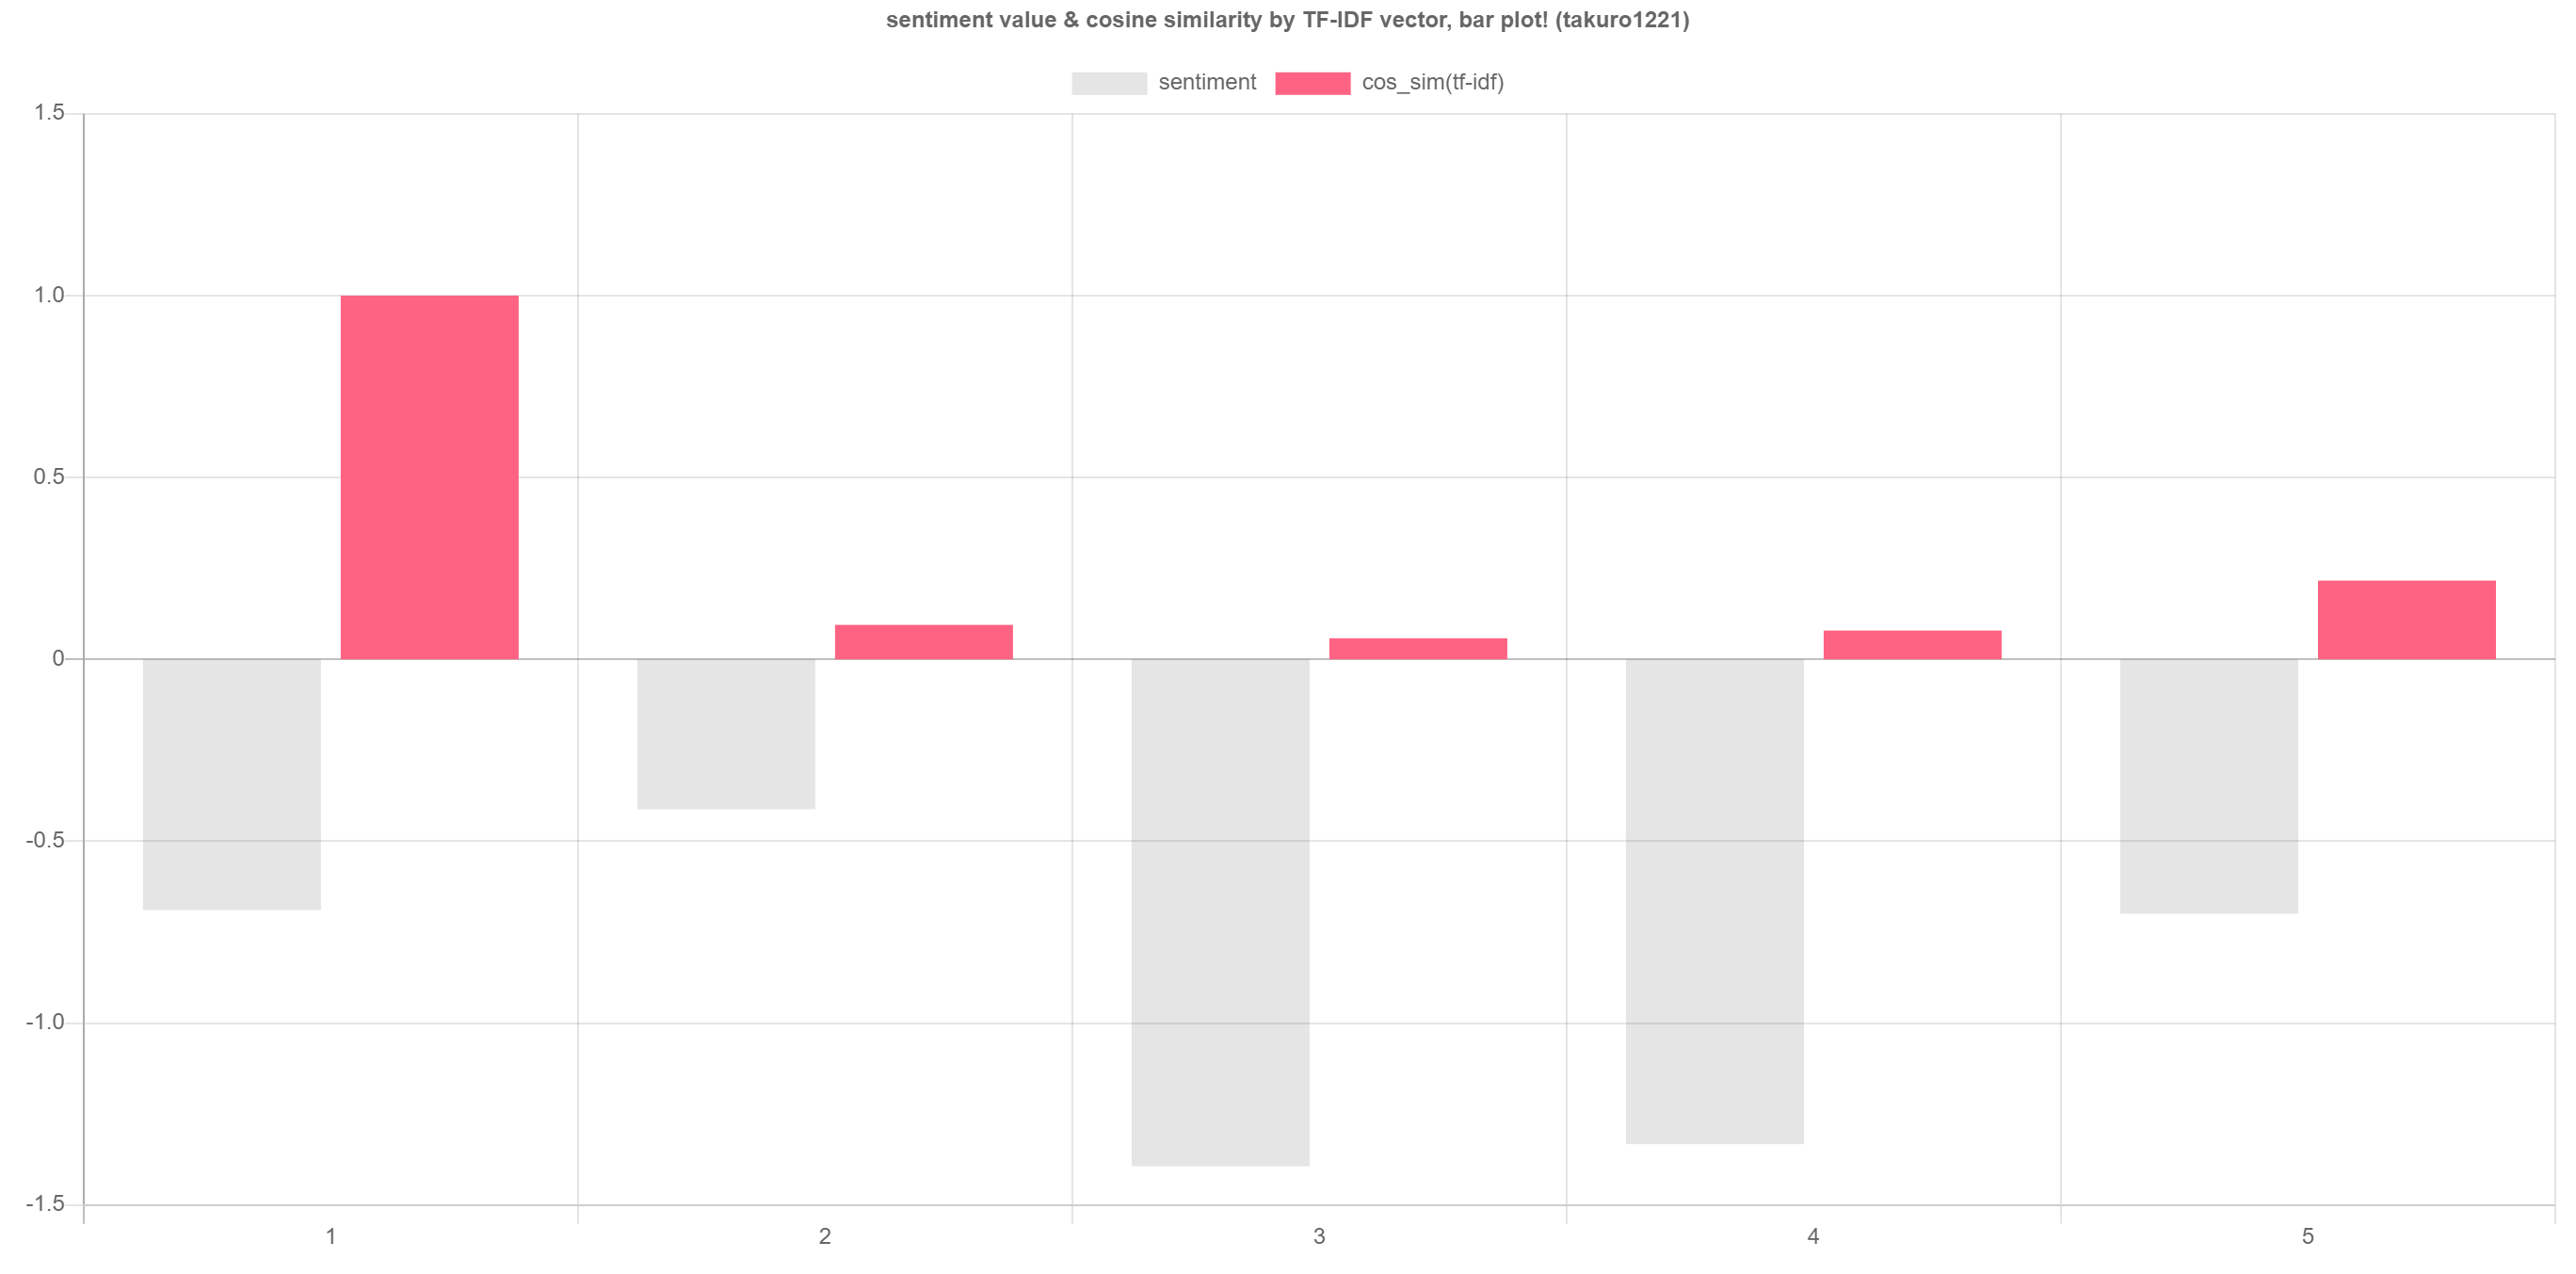 sentiment value & cosine similarity by TF-IDF vector, bar plot! (takuro1221)
sentiment cos_sim(tf-idf)
1.5
1.0
0.5
0
-0.5
-1.0
-1.5
1 2 3 4 5